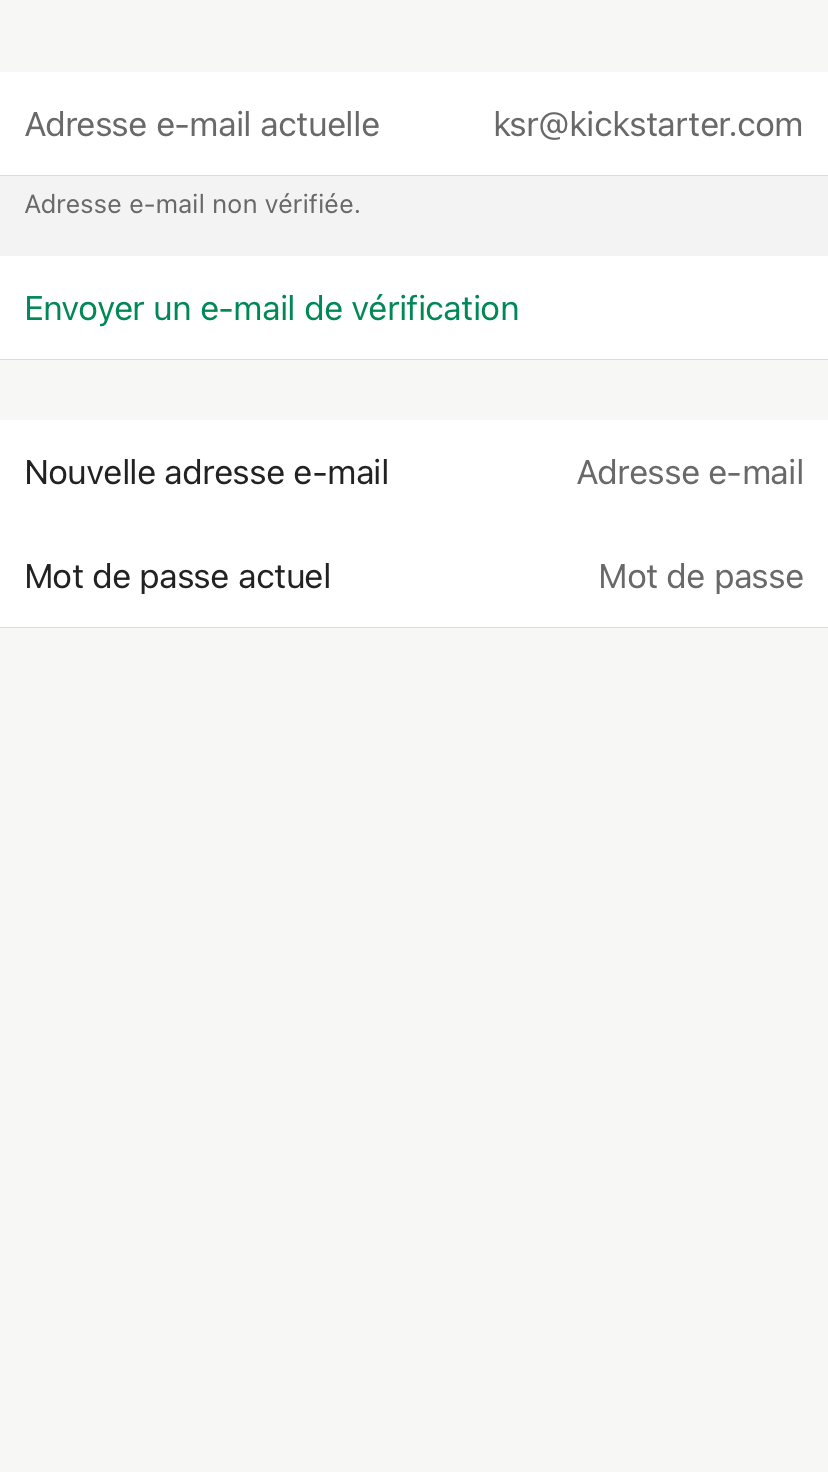 Adresse e-mail actuelle ksr@kickstarter.com
Adresse e-mail non vérifiée.
Envoyer un e-mail de vérification
Nouvelle adresse e-mail Adresse e-mail
Mot de passe actuel Mot de passe